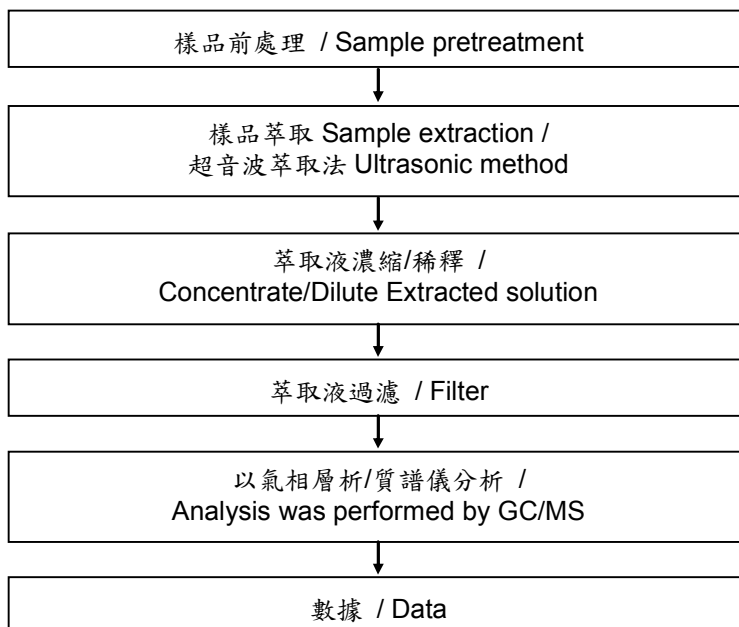 樣品前處理 / Sample pretreatment
樣品萃取 Sample extraction /
超音波萃取法 Ultrasonic method
萃取液濃縮/稀釋 /
Concentrate/Dilute Extracted solution
萃取液過濾 / Filter
以氣相層析/質譜儀分析 /
Analysis was performed by GC/MS
數據 / Data